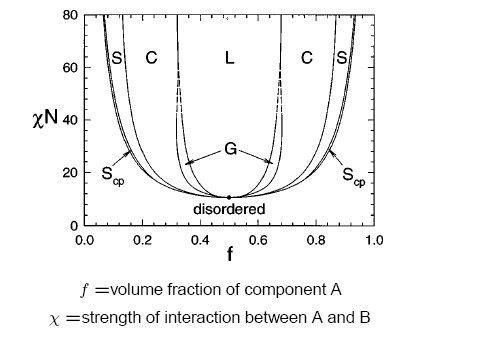 80
60
40
20
0
χN
S C L C S
G
S_cp S_cp
disordered
0.0 0.2 0.4 0.6 0.8 1.0
f
f =volume fraction of component A
χ =strength of interaction between A and B